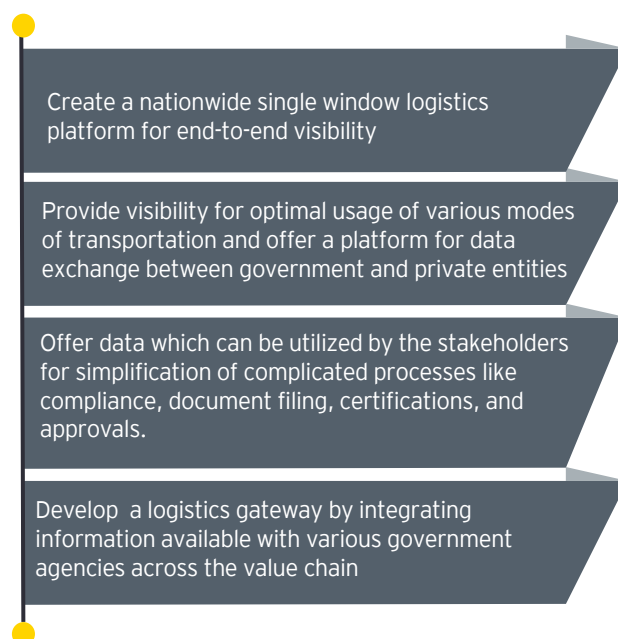 Create a nationwide single window logistics
platform for end-to-end visibility
Provide visibility for optimal usage of various modes
of transportation and offer a platform for data
exchange between government and private entities
Offer data which can be utilized by the stakeholders
for simplification of complicated processes like
compliance, document filing, certifications, and
approvals.
Develop  a logistics gateway by integrating
information available with various government
agencies across the value chain